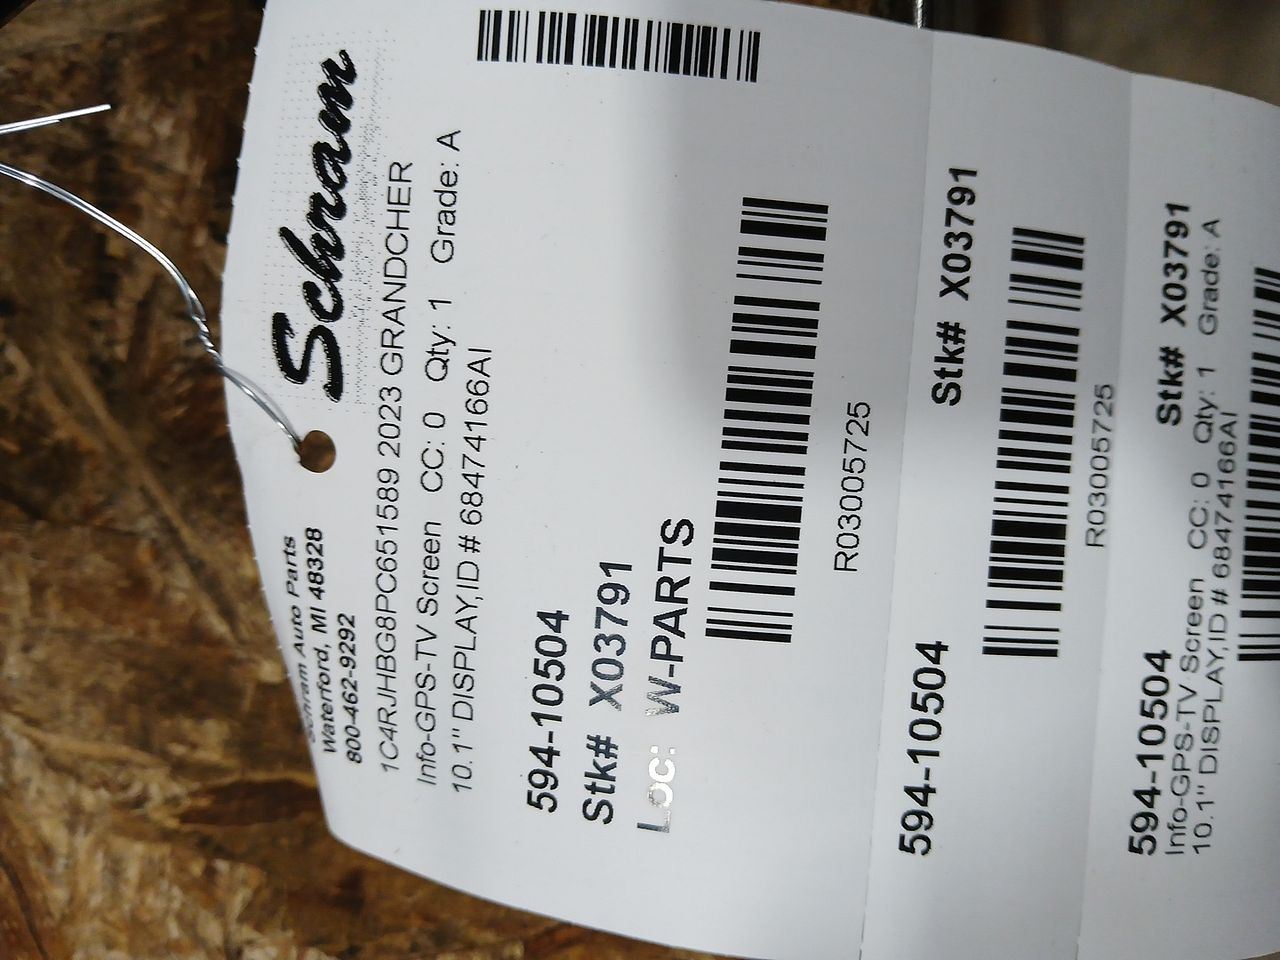 Schram Auto Parts
Waterford, MI 48328
800-462-9292
Schram
1C4RJHBG8PC651589 2023 GRANDCHER
Info-GPS-TV Screen CC: 0 Qty: 1 Grade: A
10.1" DISPLAY,ID # 68474166AI
594-10504
Stk# X03791
Loc: W-PARTS
R03005725
594-10504 Stk# X03791
R03005725
594-10504 Stk# X03791
Info-GPS-TV Screen CC: 0 Qty: 1 Grade: A
10.1" DISPLAY,ID # 68474166AI